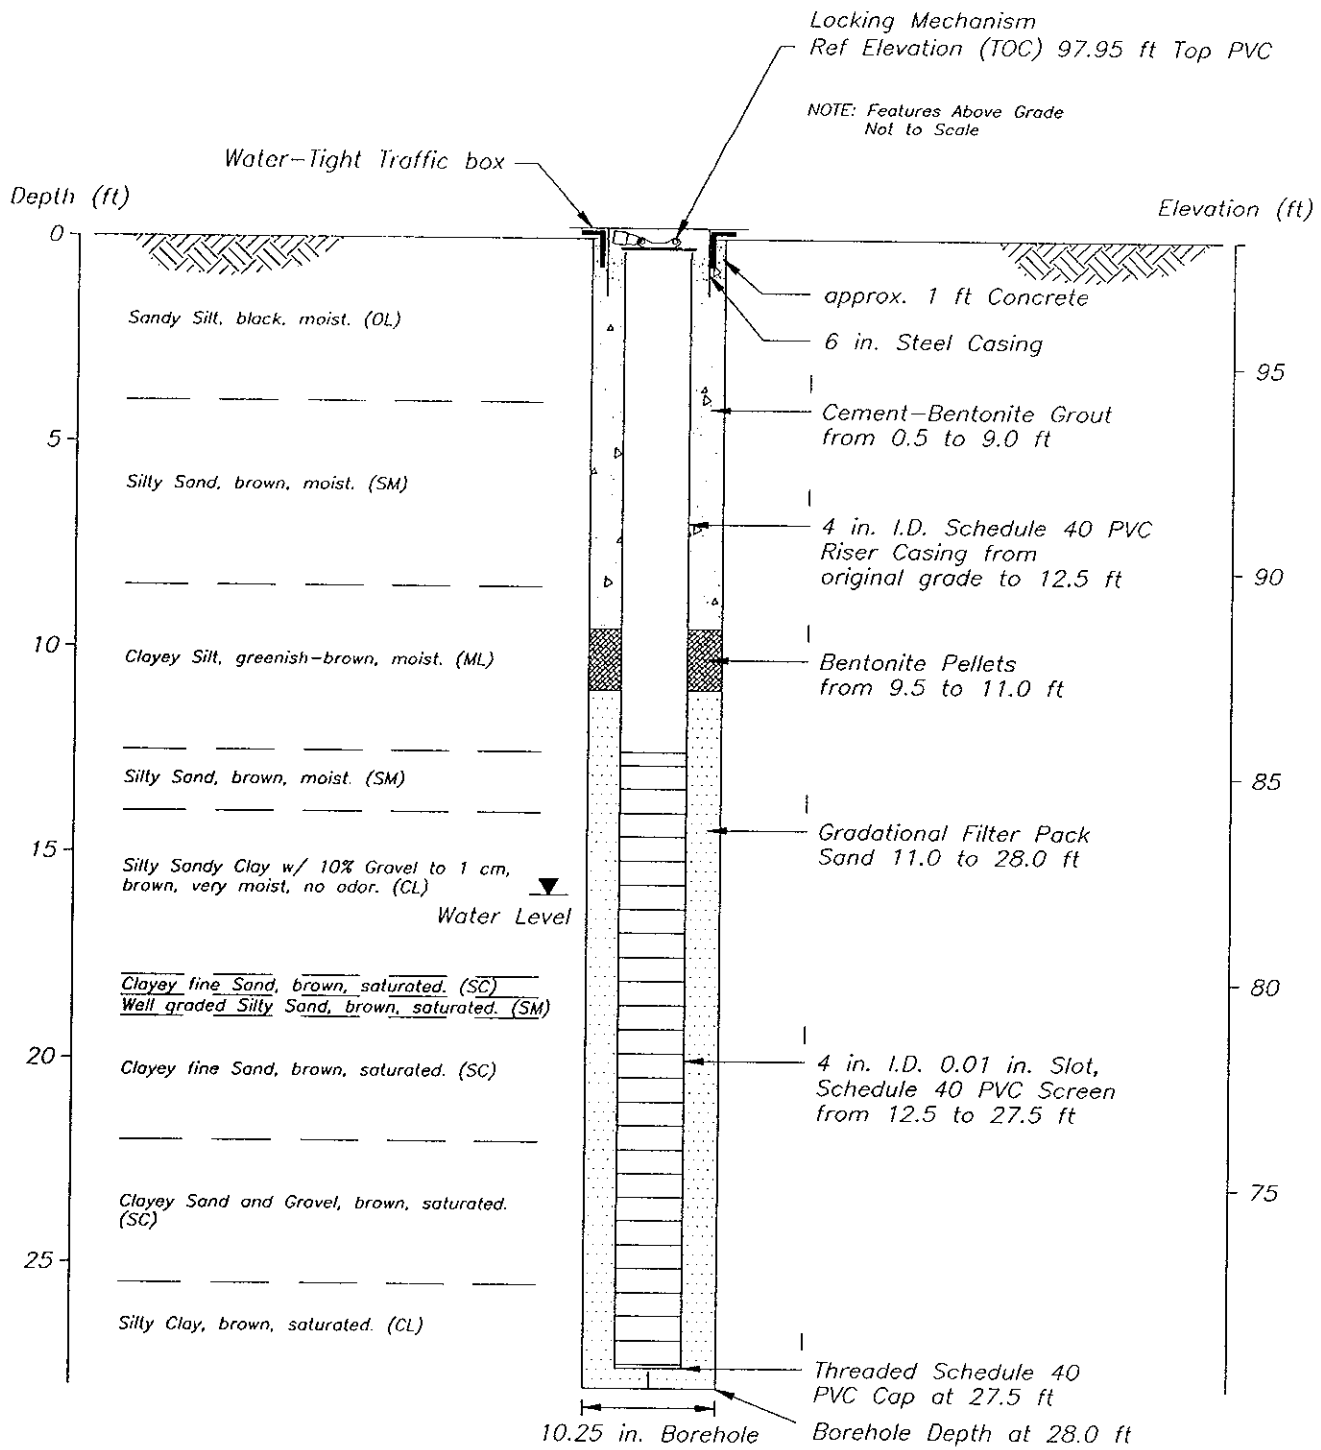 Locking Mechanism
Ref Elevation (TOC) 97.95 ft Top PVC
NOTE: Features Above Grade
Not to Scale
Water-Tight Traffic box
Depth (ft)
Elevation (ft)
0
5
10
15
20
25
Sandy Silt, black, moist. (OL)
Silty Sand, brown, moist. (SM)
Clayey Silt, greenish-brown, moist. (ML)
Silty Sand, brown, moist. (SM)
Silty Sandy Clay w/ 10% Gravel to 1 cm,
brown, very moist, no odor. (CL)
Water Level
Clayey fine Sand, brown, saturated. (SC)
Well graded Silty Sand, brown, saturated. (SM)
Clayey fine Sand, brown, saturated. (SC)
Clayey Sand and Gravel, brown, saturated.
(SC)
Silty Clay, brown, saturated. (CL)
approx. 1 ft Concrete
6 in. Steel Casing
Cement-Bentonite Grout
from 0.5 to 9.0 ft
4 in. I.D. Schedule 40 PVC
Riser Casing from
original grade to 12.5 ft
Bentonite Pellets
from 9.5 to 11.0 ft
Gradational Filter Pack
Sand 11.0 to 28.0 ft
4 in. I.D. 0.01 in. Slot,
Schedule 40 PVC Screen
from 12.5 to 27.5 ft
Threaded Schedule 40
PVC Cap at 27.5 ft
Borehole Depth at 28.0 ft
10.25 in. Borehole
95
90
85
80
75